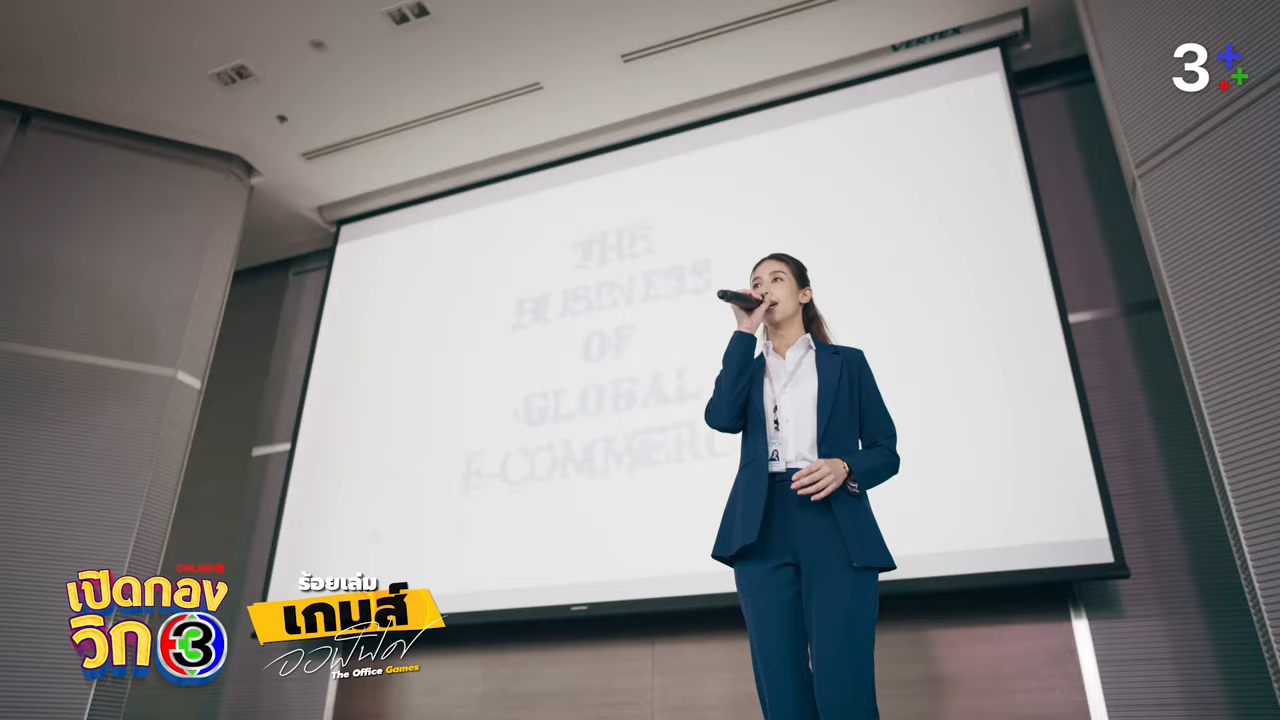 VERTEX
3
THE
BUSINESS
OF
GLOBAL
E-COMMERC
ONLINE
เปิดกอง
วิก 3
ร้อยเล่ม
เกมส์
ออฟฟิศ
The Office Games